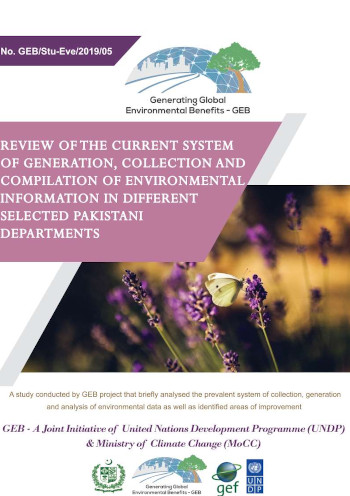 No. GEB/Stu-Eve/2019/05
Generating Global
Environmental Benefits - GEB
REVIEW OF THE CURRENT SYSTEM
OF GENERATION, COLLECTION AND
COMPILATION OF ENVIRONMENTAL
INFORMATION IN DIFFERENT
SELECTED PAKISTANI
DEPARTMENTS
A study conducted by GEB project that briefly analysed the prevalent system of collection, generation
and analysis of environmental data as well as identified areas of improvement
GEB - A Joint Initiative of United Nations Development Programme (UNDP)
& Ministry of Climate Change (MoCC)
Generating Global
Environmental Benefits - GEB
gef
U N
D P